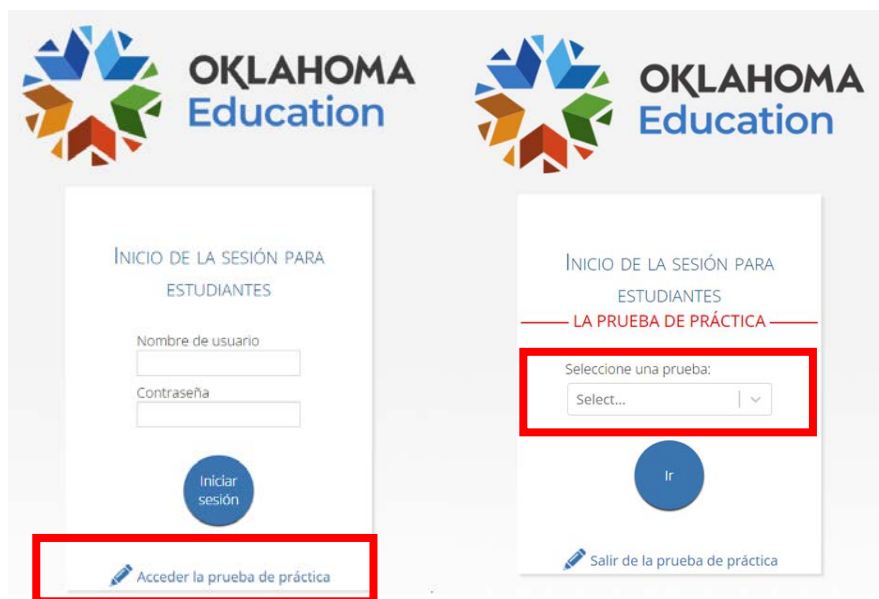 OKLAHOMA
Education
INICIO DE LA SESIÓN PARA
ESTUDIANTES
Nombre de usuario
Contraseña
Iniciar
sesión
Acceder la prueba de práctica
OKLAHOMA
Education
INICIO DE LA SESIÓN PARA
ESTUDIANTES
LA PRUEBA DE PRÁCTICA
Seleccione una prueba:
Select...
Ir
Salir de la prueba de práctica